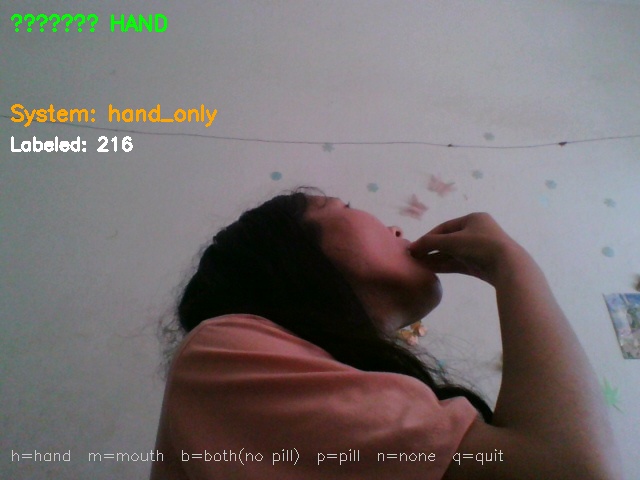 ??????? HAND
System: hand_only
Labeled: 216
h=hand m=mouth b=both(no pill) p=pill n=none q=quit